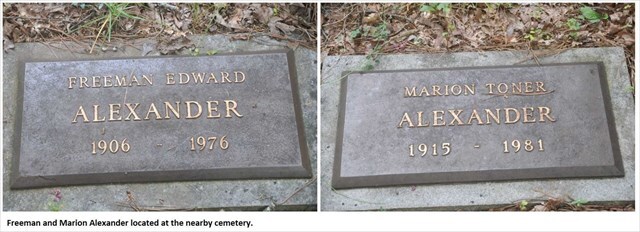 FREEMAN EDWARD
ALEXANDER
1906 - 1976
MARION TONER
ALEXANDER
1915 - 1981
Freeman and Marion Alexander located at the nearby cemetery.